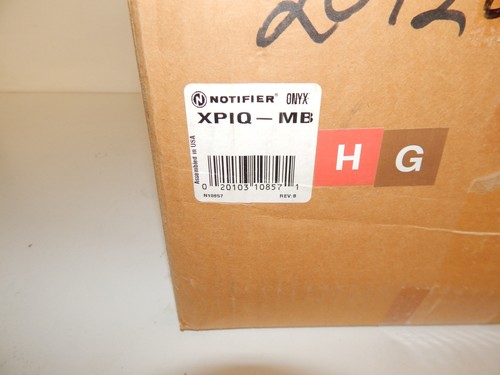 NOTIFIER® ONYX
XPIQ-MB
Assembled in USA
0 20103 10857 1
N10857 REV.B
H G